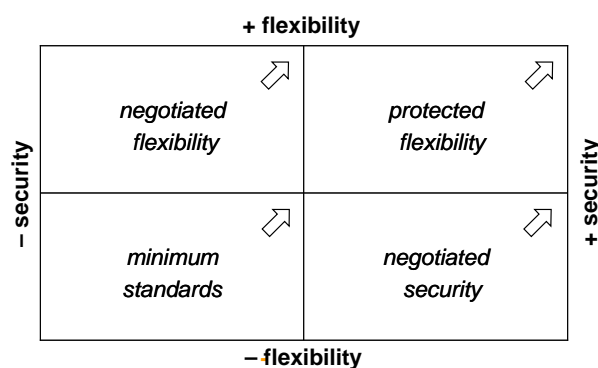 + flexibility
negotiated
flexibility
protected
flexibility
– security
+ security
minimum
standards
negotiated
security
– flexibility